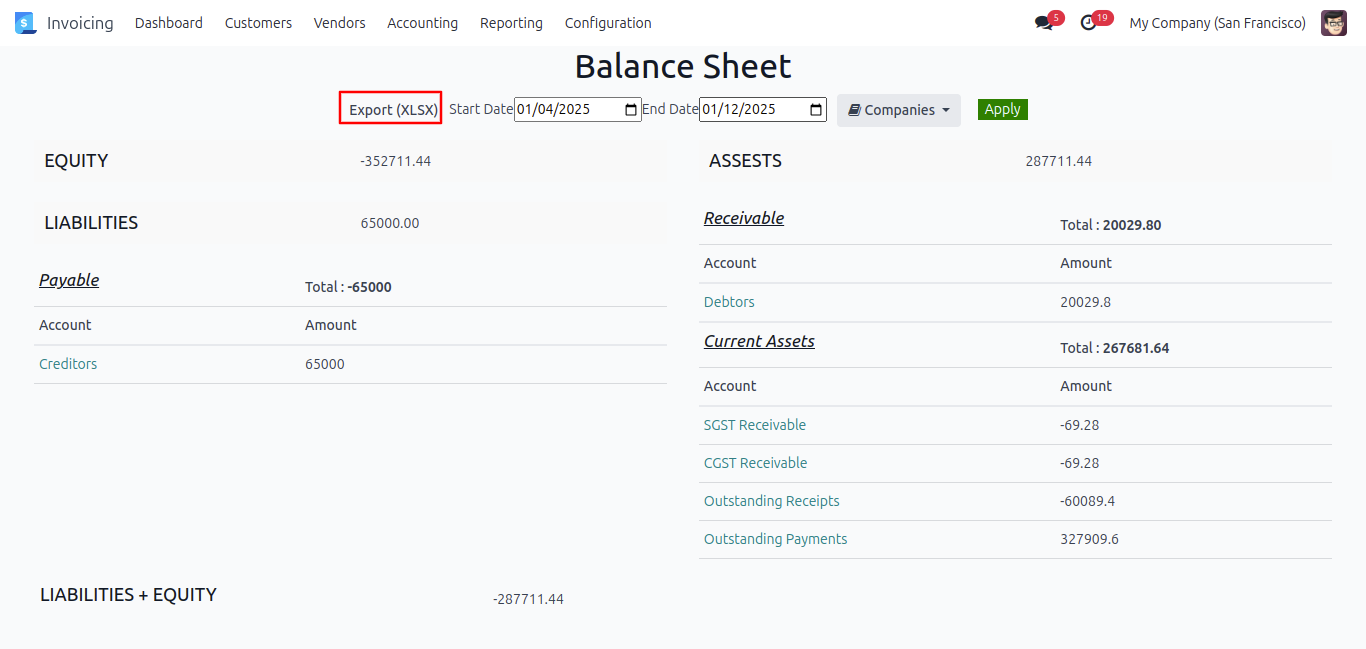 Invoicing Dashboard Customers Vendors Accounting Reporting Configuration 5 19 My Company (San Francisco)
Balance Sheet
Export (XLSX) Start Date 01/04/2025 End Date 01/12/2025 Companies Apply
EQUITY -352711.44
LIABILITIES 65000.00
Payable Total : -65000
Account Amount
Creditors 65000
ASSESTS 287711.44
Receivable Total : 20029.80
Account Amount
Debtors 20029.8
Current Assets Total : 267681.64
Account Amount
SGST Receivable -69.28
CGST Receivable -69.28
Outstanding Receipts -60089.4
Outstanding Payments 327909.6
LIABILITIES + EQUITY -287711.44